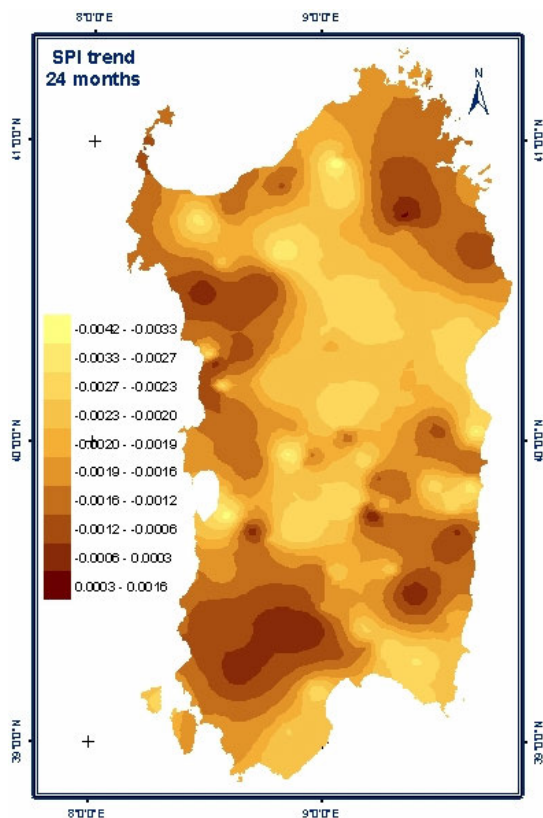 8°0'0"E 9°0'0"E
SPI trend
24 months
N
41°0'0"N 41°0'0"N
-0.0042 - -0.0033
-0.0033 - -0.0027
-0.0027 - -0.0023
-0.0023 - -0.0020
-0.0020 - -0.0019
-0.0019 - -0.0016
-0.0016 - -0.0012
-0.0012 - -0.0006
-0.0006 - 0.0003
0.0003 - 0.0016
40°0'0"N 40°0'0"N
39°0'0"N 39°0'0"N
8°0'0"E 9°0'0"E